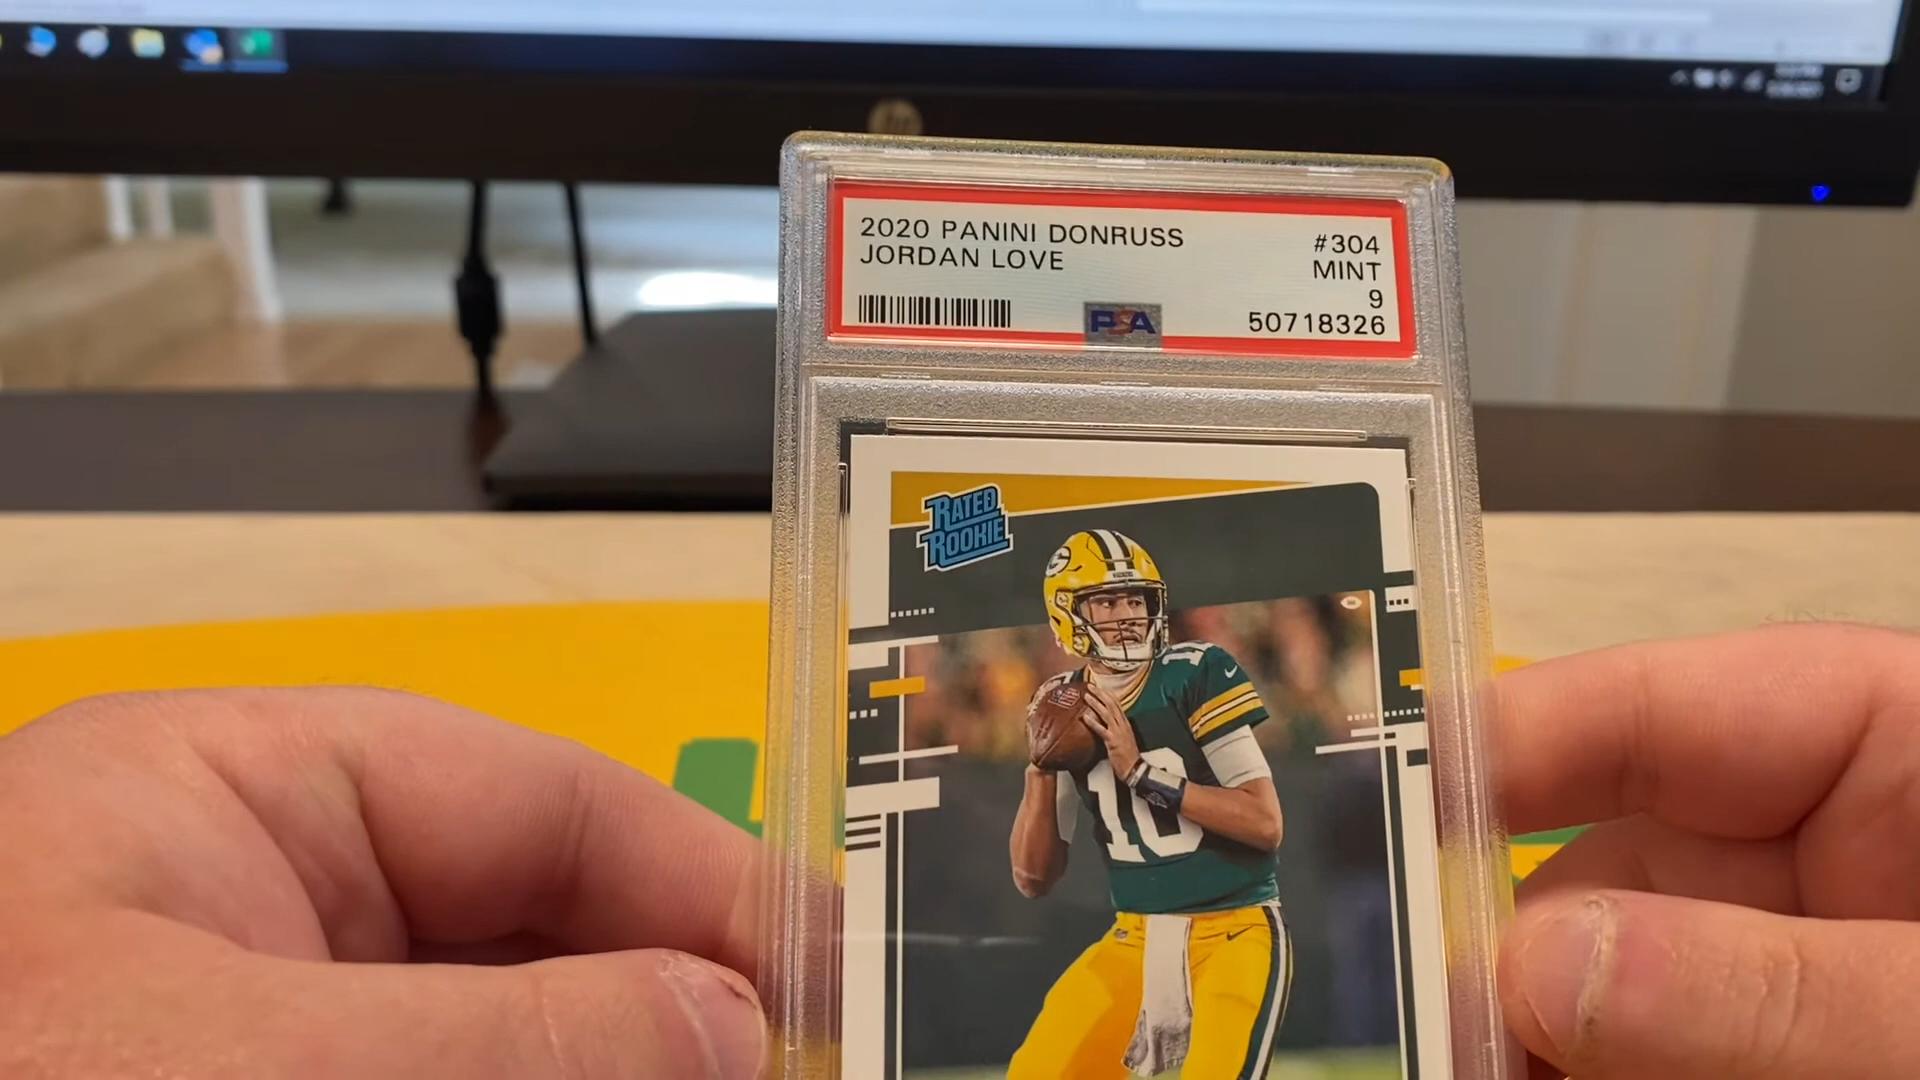 2020 PANINI DONRUSS
#304
JORDAN LOVE
MINT
9
PSA
50718326
RATED
ROOKIE
10